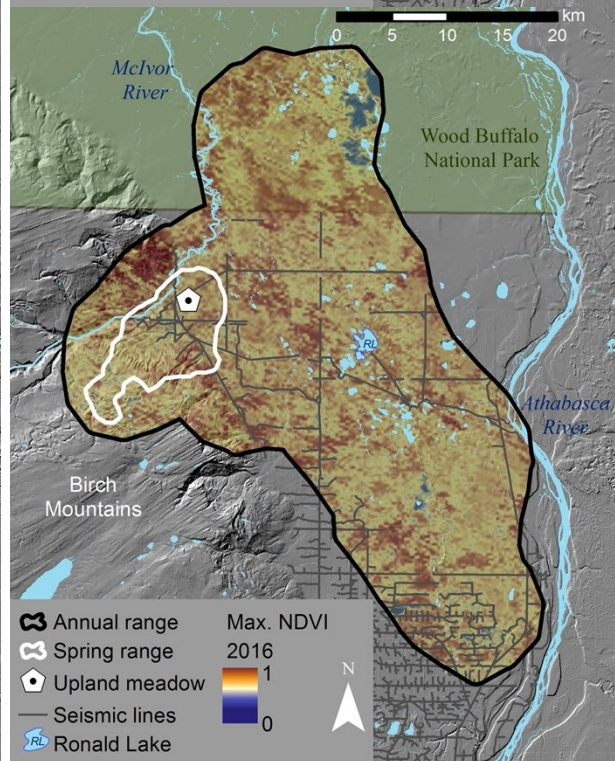 km
0 5 10 15 20
McIvor
River
Wood Buffalo
National Park
RL
Athabasca
River
Birch
Mountains
Annual range
Spring range
Upland meadow
Seismic lines
RL Ronald Lake
Max. NDVI
2016
1
0
N